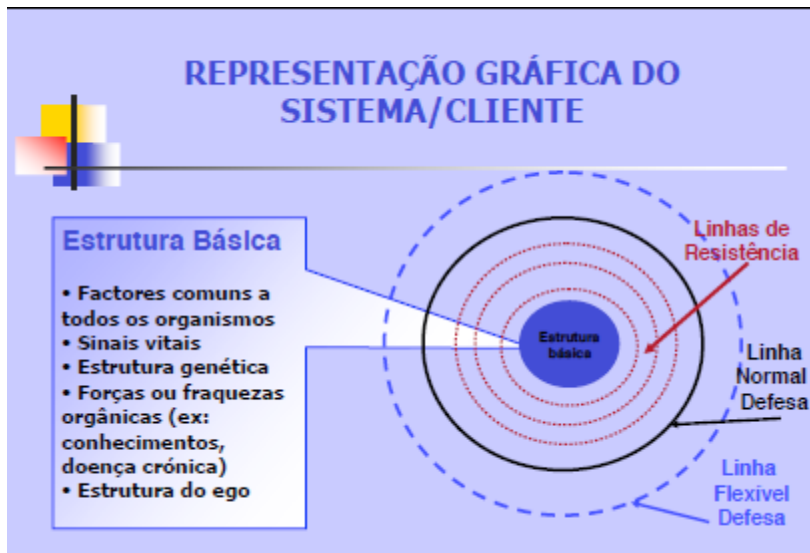 REPRESENTAÇÃO GRÁFICA DO
SISTEMA/CLIENTE
Estrutura Básica
• Factores comuns a
todos os organismos
• Sinais vitais
• Estrutura genética
• Forças ou fraquezas
orgânicas (ex:
conhecimentos,
doença crónica)
• Estrutura do ego
Estrutura
básica
Linhas de
Resistência
Linha
Normal
Defesa
Linha
Flexível
Defesa